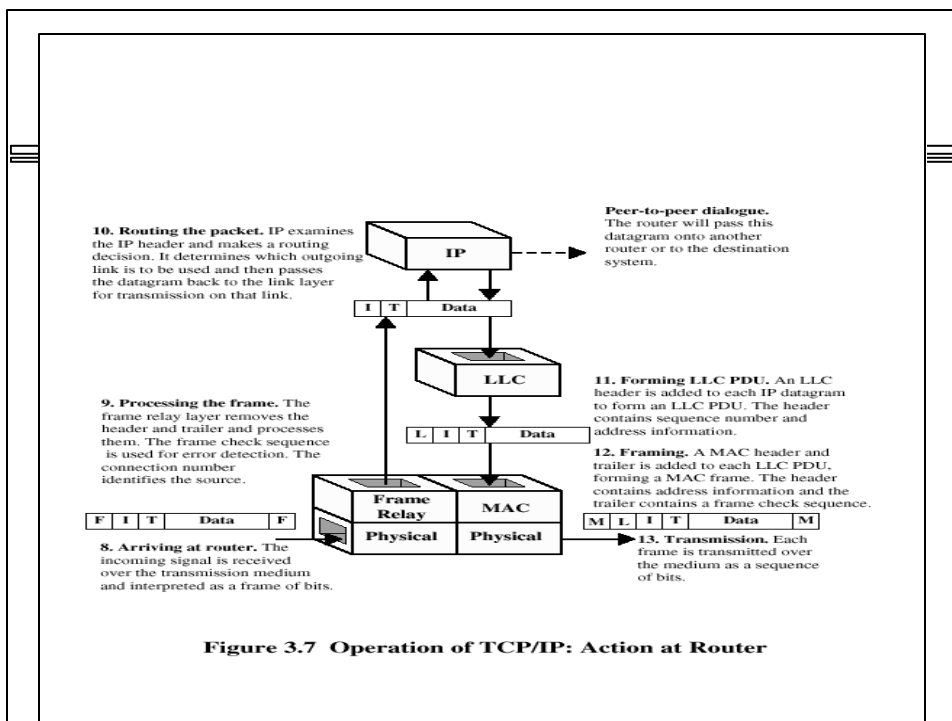 10. Routing the packet. IP examines
the IP header and makes a routing
decision. It determines which outgoing
link is to be used and then passes
the datagram back to the link layer
for transmission on that link.
IP
Peer-to-peer dialogue.
The router will pass this
datagram onto another
router or to the destination
system.
I T Data
LLC
9. Processing the frame. The
frame relay layer removes the
header and trailer and processes
them. The frame check sequence
is used for error detection. The
connection number
identifies the source.
11. Forming LLC PDU. An LLC
header is added to each IP datagram
to form an LLC PDU. The header
contains sequence number and
address information.
L I T Data
12. Framing. A MAC header and
trailer is added to each LLC PDU,
forming a MAC frame. The header
contains address information and the
trailer contains a frame check sequence.
Frame
Relay
MAC
F I T Data F
Physical
Physical
M L I T Data M
8. Arriving at router. The
incoming signal is received
over the transmission medium
and interpreted as a frame of bits.
13. Transmission. Each
frame is transmitted over
the medium as a sequence
of bits.
Figure 3.7 Operation of TCP/IP: Action at Router